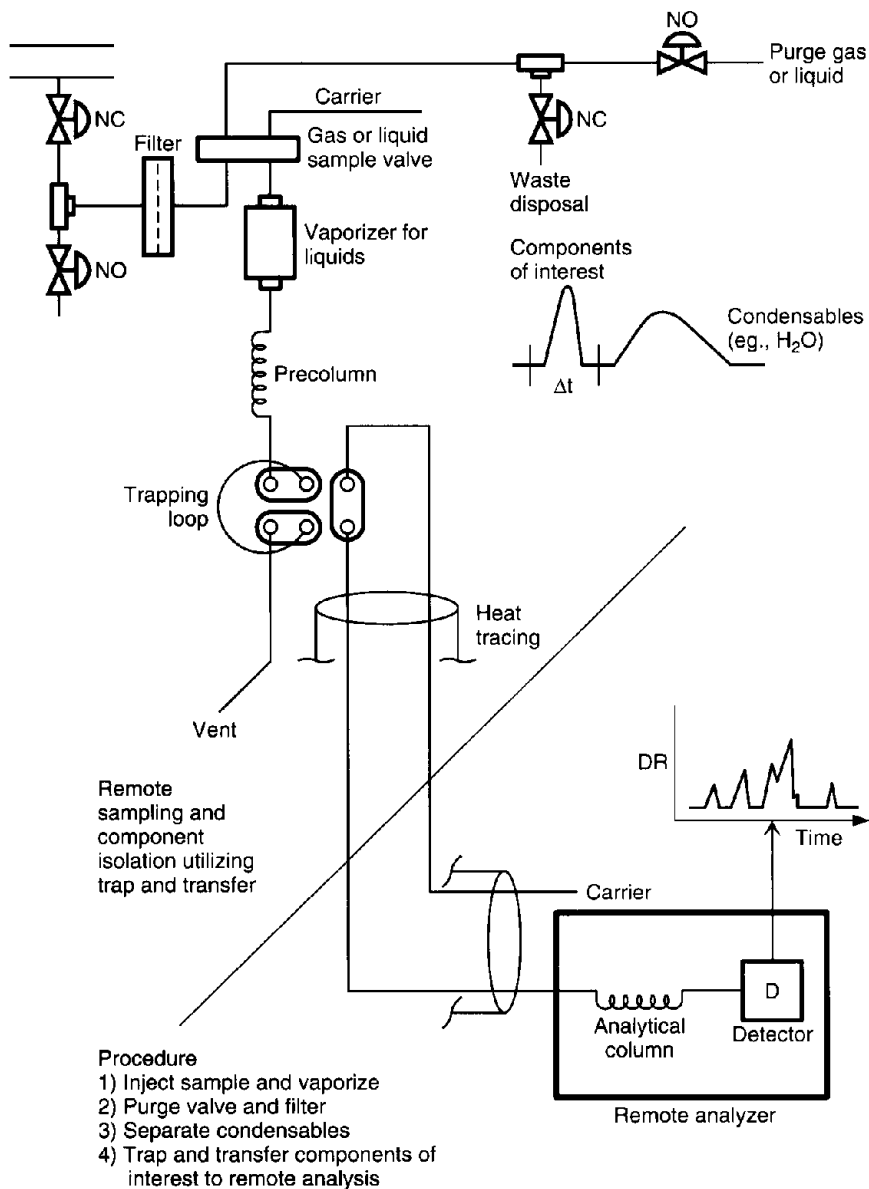 NO
Purge gas
or liquid
NC
Filter
Carrier
Gas or liquid
sample valve
NC
Waste
disposal
Vaporizer for
liquids
NO
Components
of interest
Condensables
(eg., H₂O)
Δt
Precolumn
Trapping
loop
Heat
tracing
Vent
DR
Time
Remote
sampling and
component
isolation utilizing
trap and transfer
Carrier
D
Analytical
column
Detector
Remote analyzer
Procedure
1) Inject sample and vaporize
2) Purge valve and filter
3) Separate condensables
4) Trap and transfer components of
interest to remote analysis